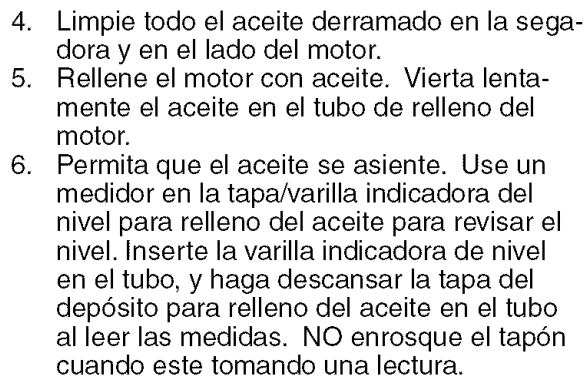 4. Limpie todo el aceite derramado en la sega-
dora y en el lado del motor.
5. Rellene el motor con aceite. Vierta lenta-
mente el aceite en el tubo de relleno del
motor.
6. Permita que el aceite se asiente. Use un
medidor en la tapa/varilla indicadora del
nivel para relleno del aceite para revisar el
nivel. Inserte la varilla indicadora de nivel
en el tubo, y haga descansar la tapa del
depósito para relleno del aceite en el tubo
al leer las medidas. NO enrosque el tapón
cuando este tomando una lectura.